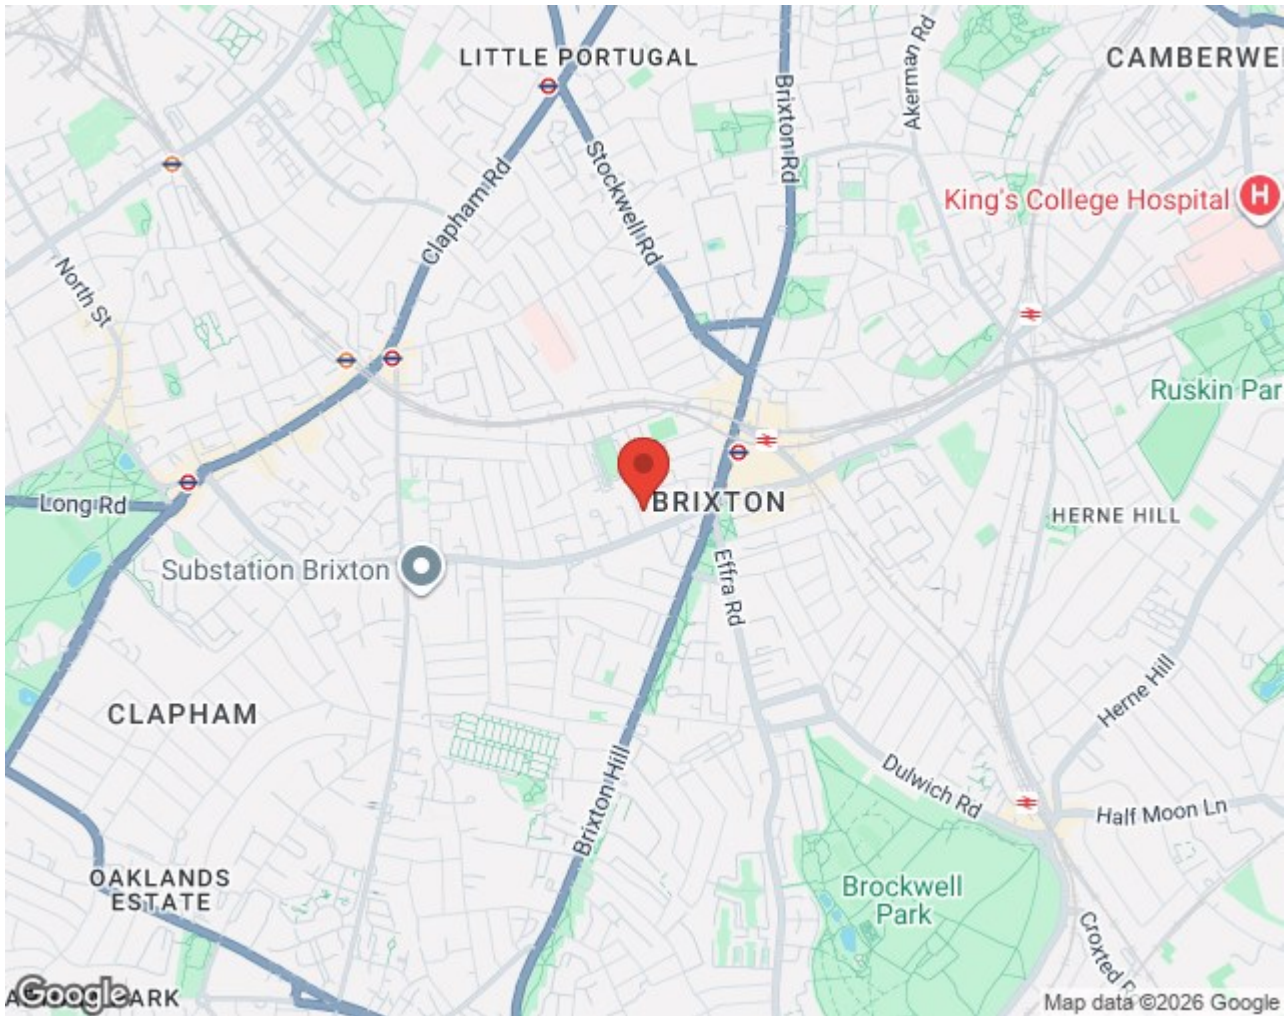 LITTLE PORTUGAL
CAMBERWE
Akerman Rd
Brixton Rd
Stockwell Rd
Clapham Rd
King's College Hospital
H
North St
Ruskin Par
Long Rd
BRIXTON
HERNE HILL
Substation Brixton
Effra Rd
Herne Hill
CLAPHAM
Brixton Hill
Dulwich Rd
Half Moon Ln
OAKLANDS
ESTATE
Brockwell
Park
Croxted R
Google
ARK
Map data ©2026 Google